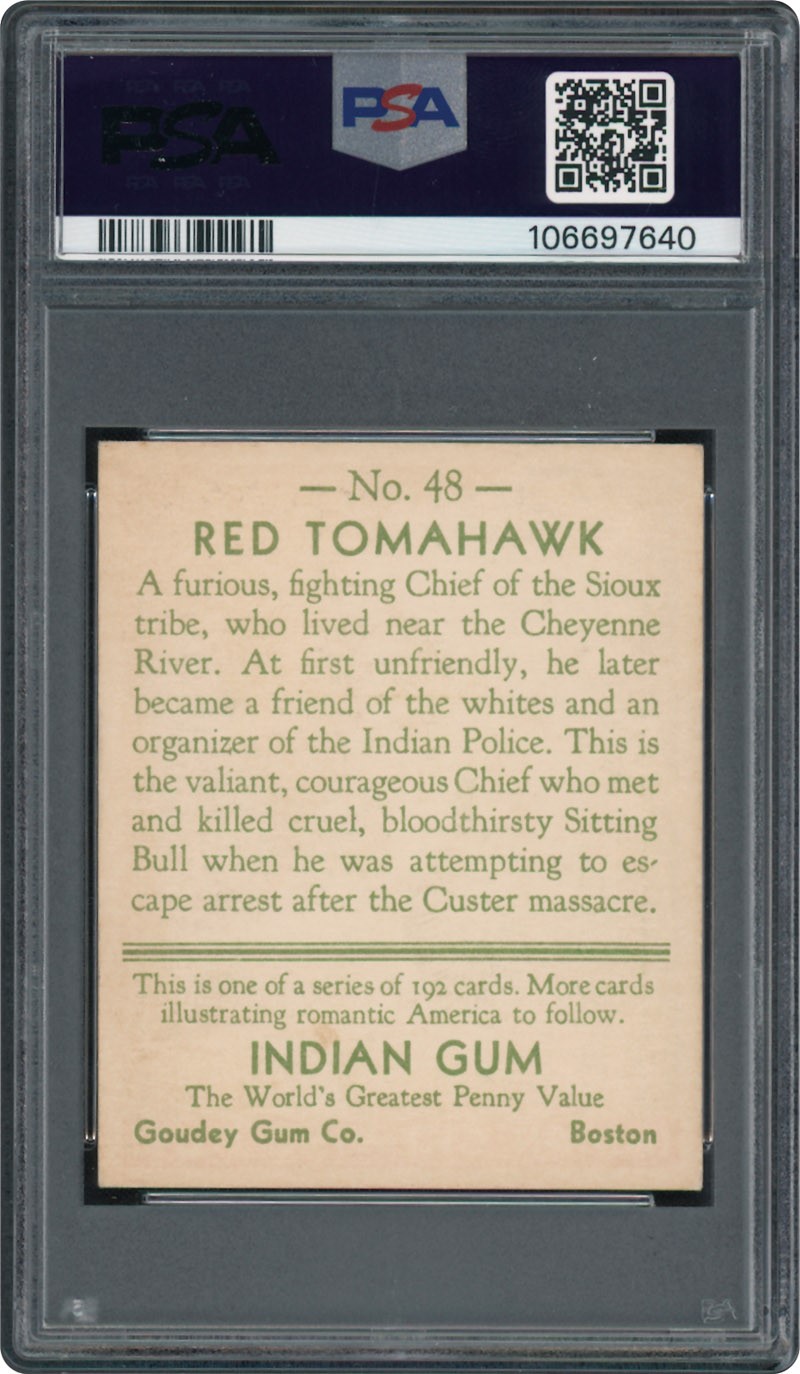 PSA
PSA
106697640
— No. 48 —
RED TOMAHAWK
A furious, fighting Chief of the Sioux
tribe, who lived near the Cheyenne
River. At first unfriendly, he later
became a friend of the whites and an
organizer of the Indian Police. This is
the valiant, courageous Chief who met
and killed cruel, bloodthirsty Sitting
Bull when he was attempting to es-
cape arrest after the Custer massacre.
This is one of a series of 192 cards. More cards
illustrating romantic America to follow.
INDIAN GUM
The World's Greatest Penny Value
Goudey Gum Co. Boston
PSA